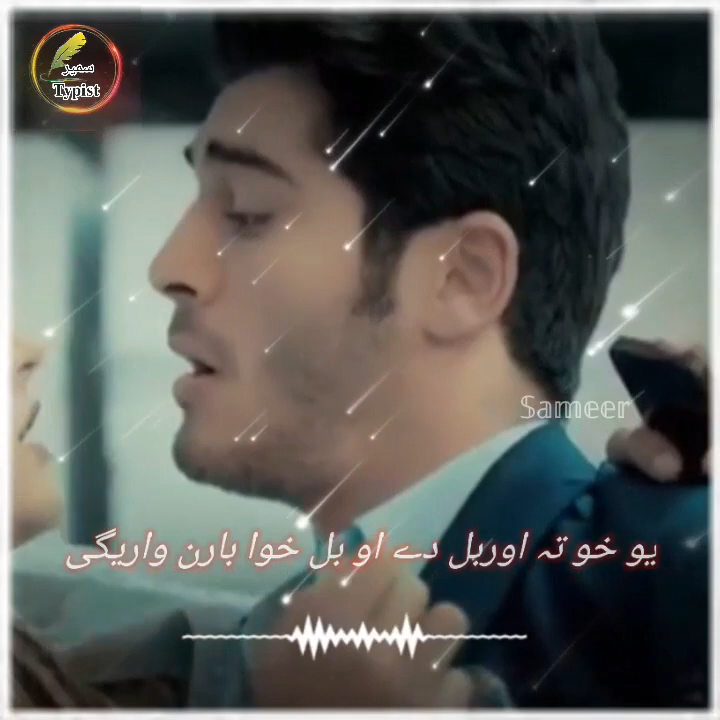 سمیر
Typist
Sameer
یو خو تہ اوربل دے او بل خوا بارن واریگی